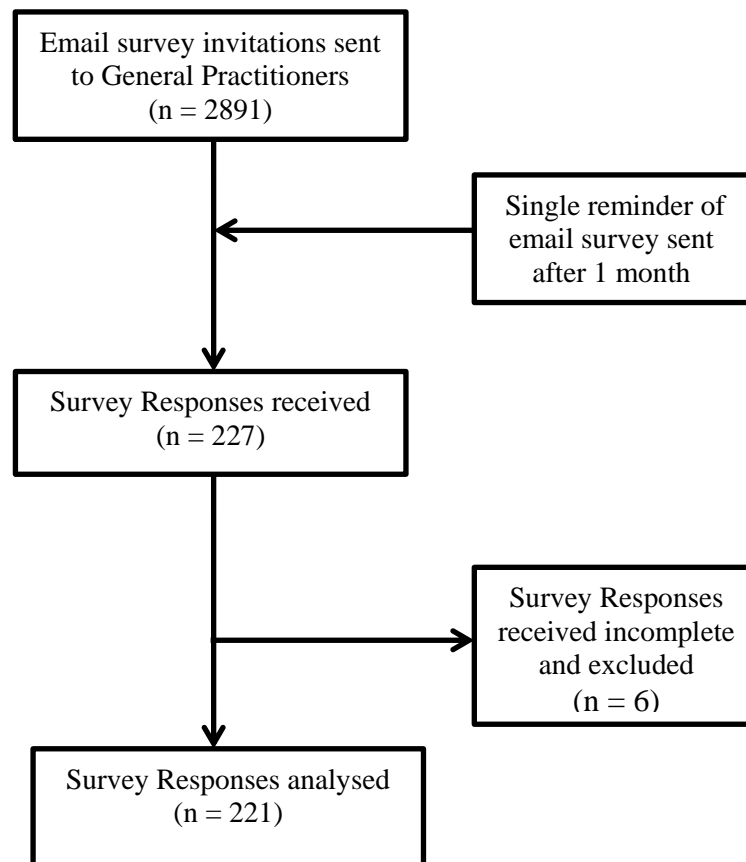 Email survey invitations sent
to General Practitioners
(n = 2891)
Single reminder of
email survey sent
after 1 month
Survey Responses received
(n = 227)
Survey Responses
received incomplete
and excluded
(n = 6)
Survey Responses analysed
(n = 221)